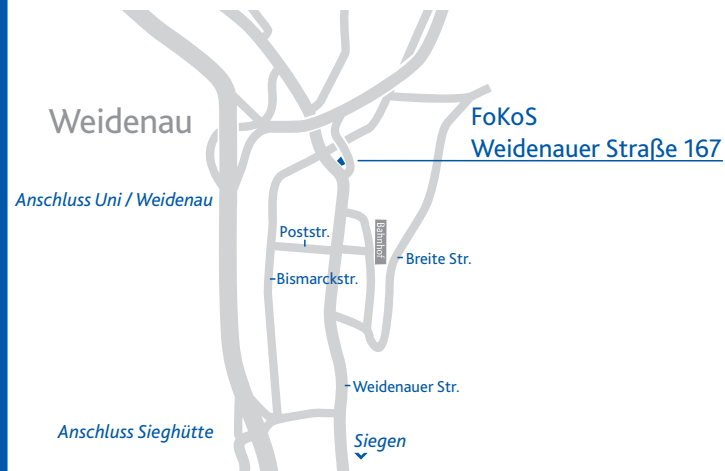 Weidenau
FoKoS
Weidenauer Straße 167
Anschluss Uni / Weidenau
Poststr.
Bahnhof
Breite Str.
Bismarckstr.
Weidenauer Str.
Anschluss Sieghütte
Siegen